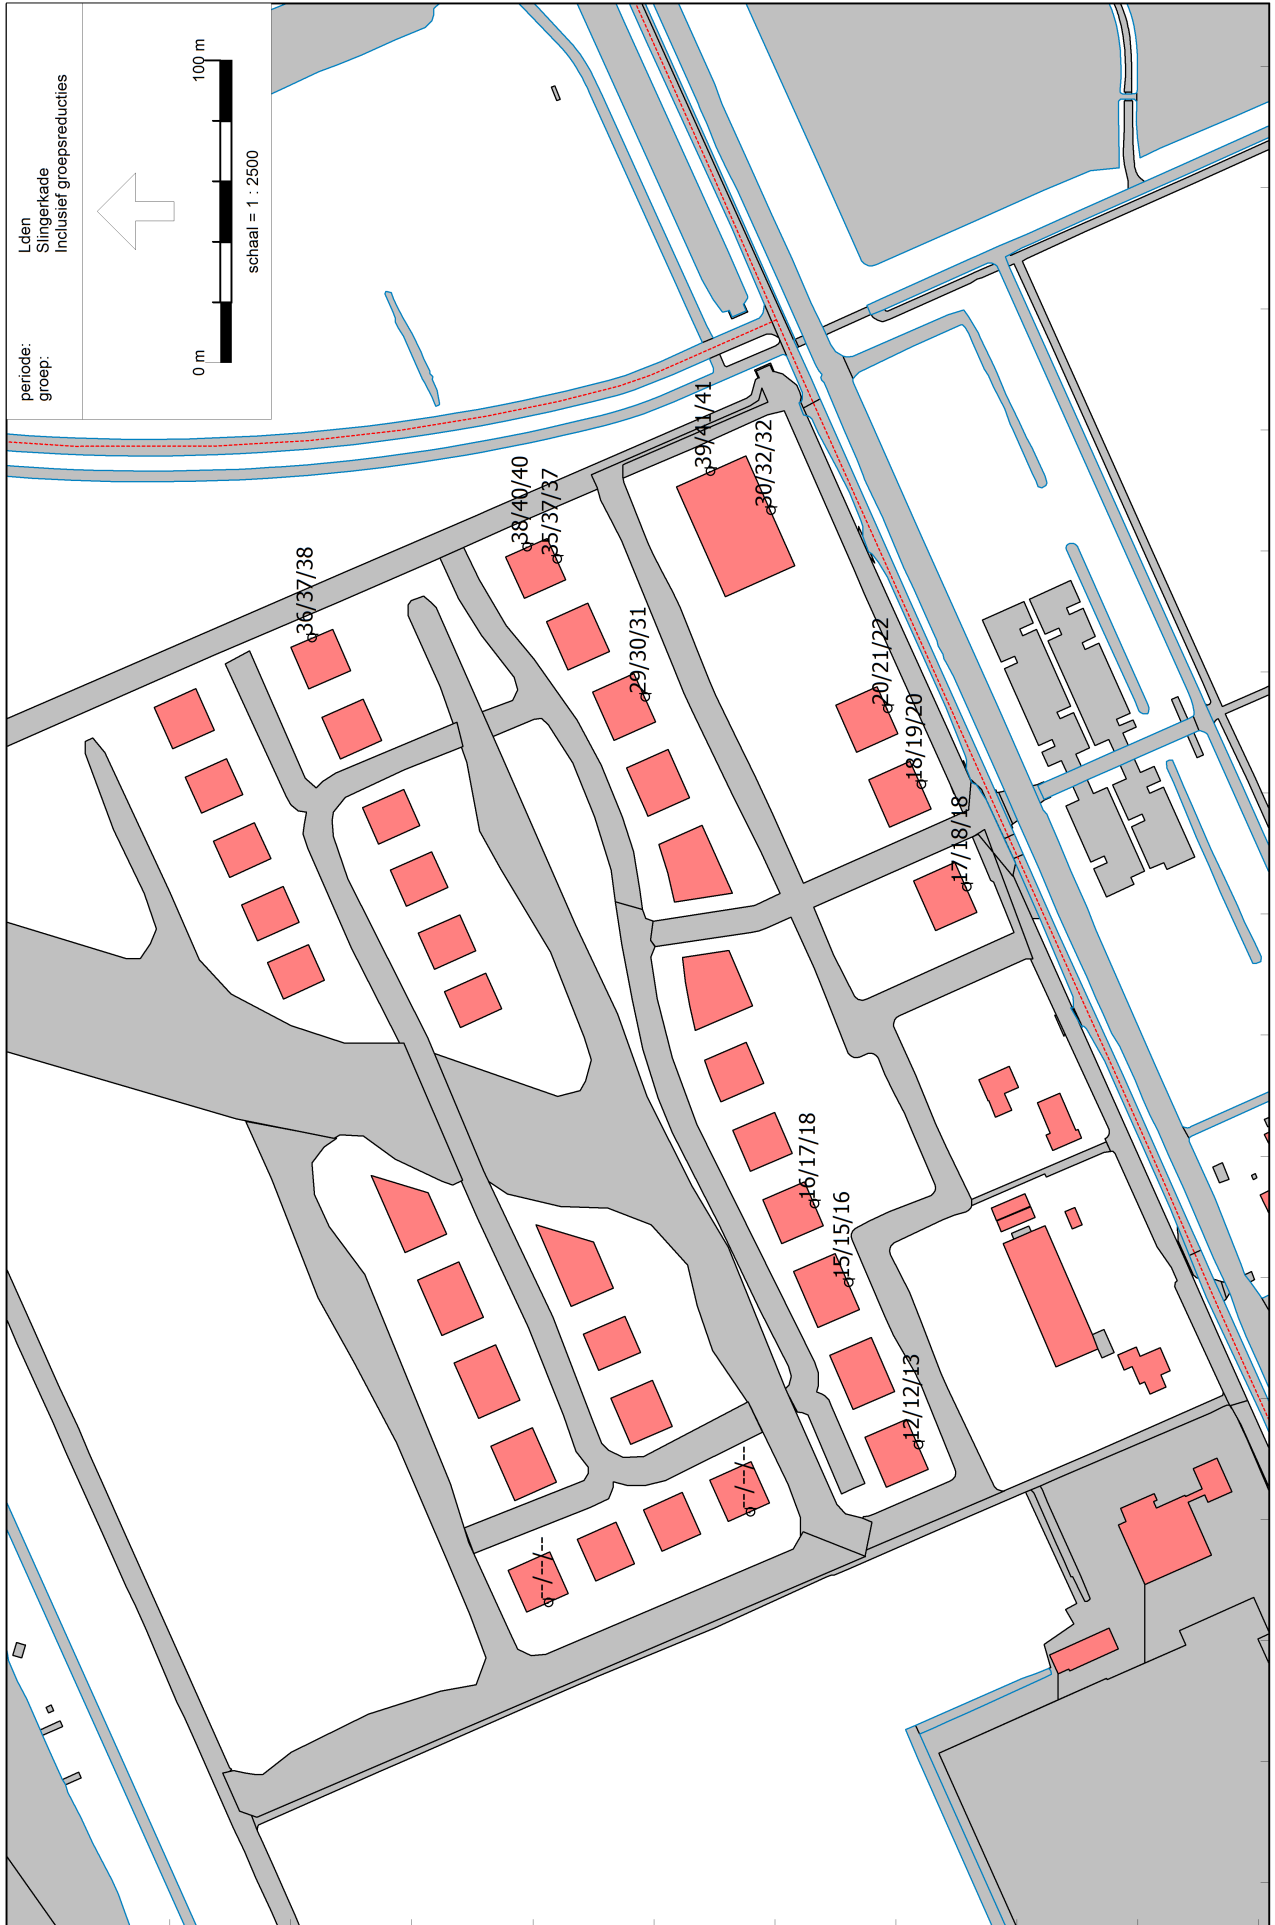 periode: Lden
groep: Slingerkade
Inclusief groepsreducties
0 m 100 m
schaal = 1 : 2500
36/37/38
38/40/40
35/37/37
39/41/41
30/32/32
29/30/31
20/21/22
18/19/20
17/18/18
16/17/18
15/15/16
12/12/13
--/--/--
--/--/--